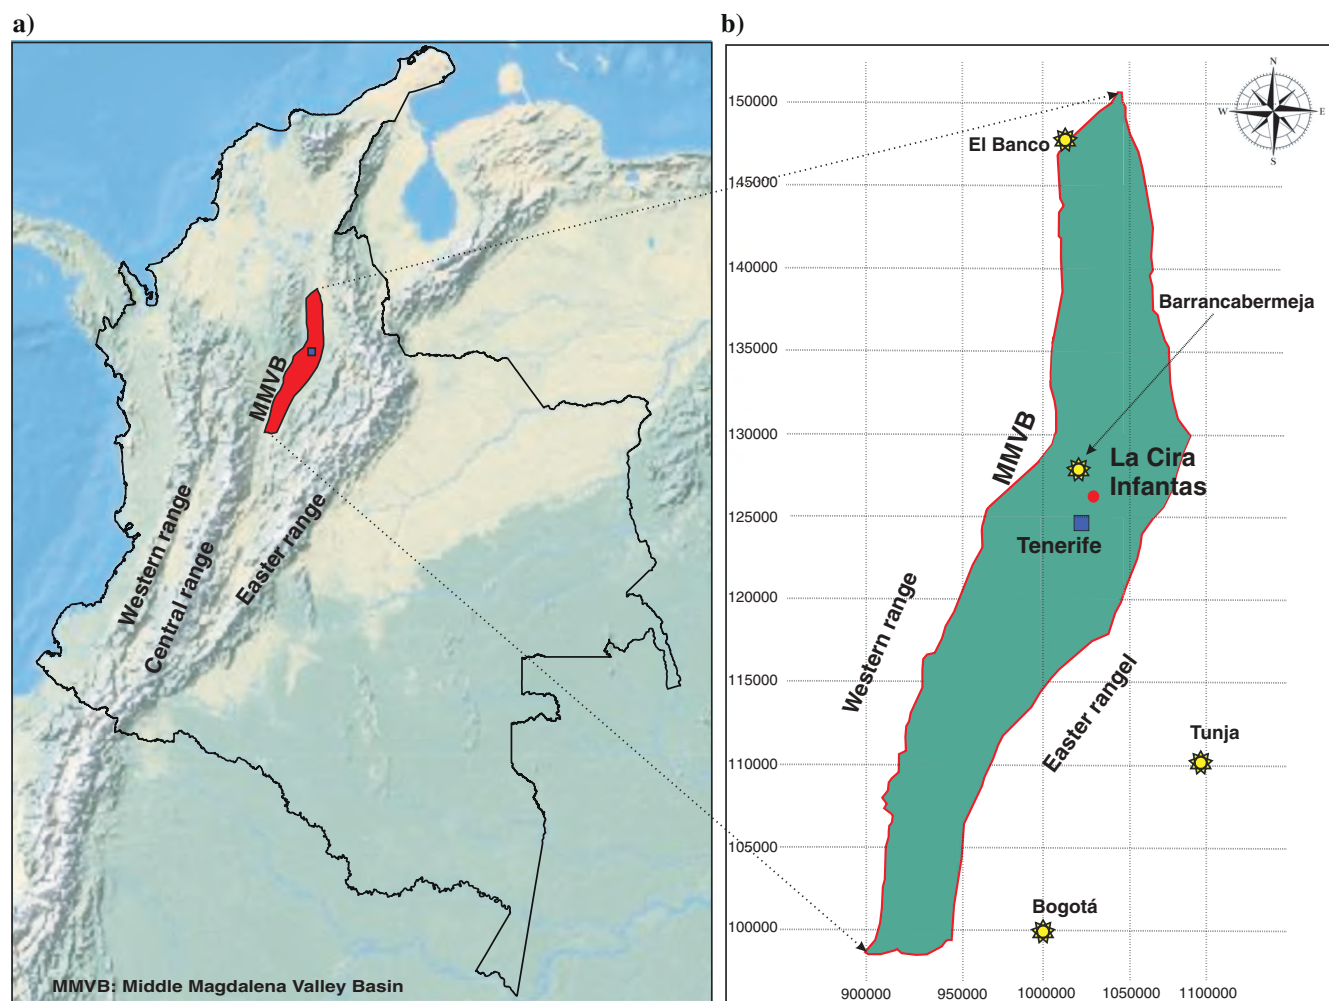 a)
MMVB
Western range
Central range
Easter range
MMVB: Middle Magdalena Valley Basin
b)
N
W
E
S
150000
145000
140000
135000
130000
125000
120000
115000
110000
105000
100000
El Banco
Barrancabermeja
MMVB
La Cira
Infantas
Tenerife
Western range
Easter rangel
Tunja
Bogotá
900000
950000
1000000
1050000
1100000